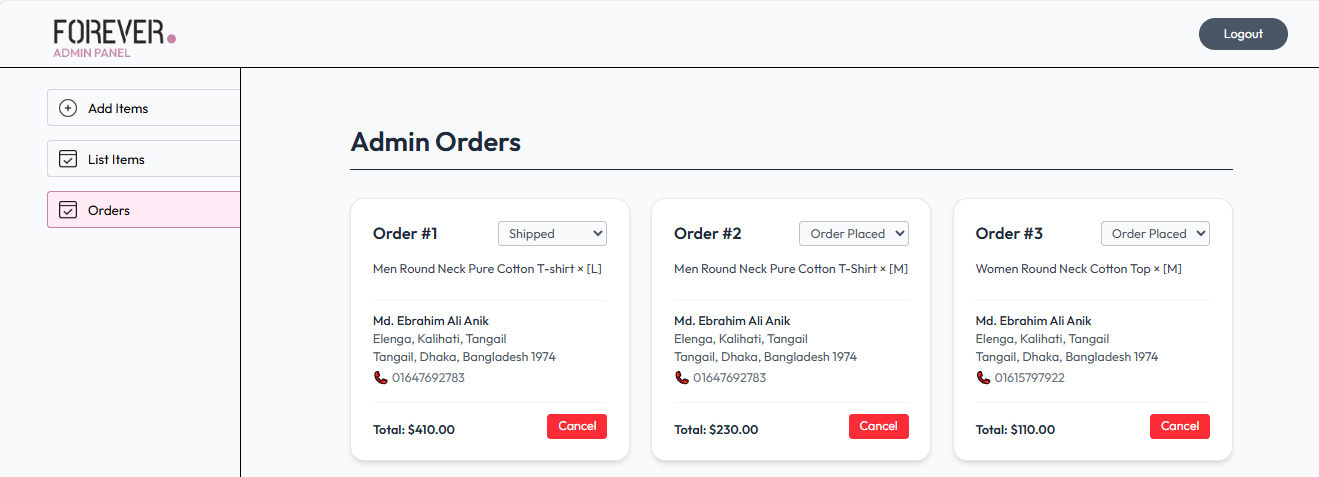 FOREVER.
ADMIN PANEL
Logout
Add Items
List Items
Orders
Admin Orders
Order #1
Shipped
Men Round Neck Pure Cotton T-shirt × [L]
Md. Ebrahim Ali Anik
Elenga, Kalihati, Tangail
Tangail, Dhaka, Bangladesh 1974
01647692783
Total: $410.00
Cancel
Order #2
Order Placed
Men Round Neck Pure Cotton T-Shirt × [M]
Md. Ebrahim Ali Anik
Elenga, Kalihati, Tangail
Tangail, Dhaka, Bangladesh 1974
01647692783
Total: $230.00
Cancel
Order #3
Order Placed
Women Round Neck Cotton Top × [M]
Md. Ebrahim Ali Anik
Elenga, Kalihati, Tangail
Tangail, Dhaka, Bangladesh 1974
01615797922
Total: $110.00
Cancel